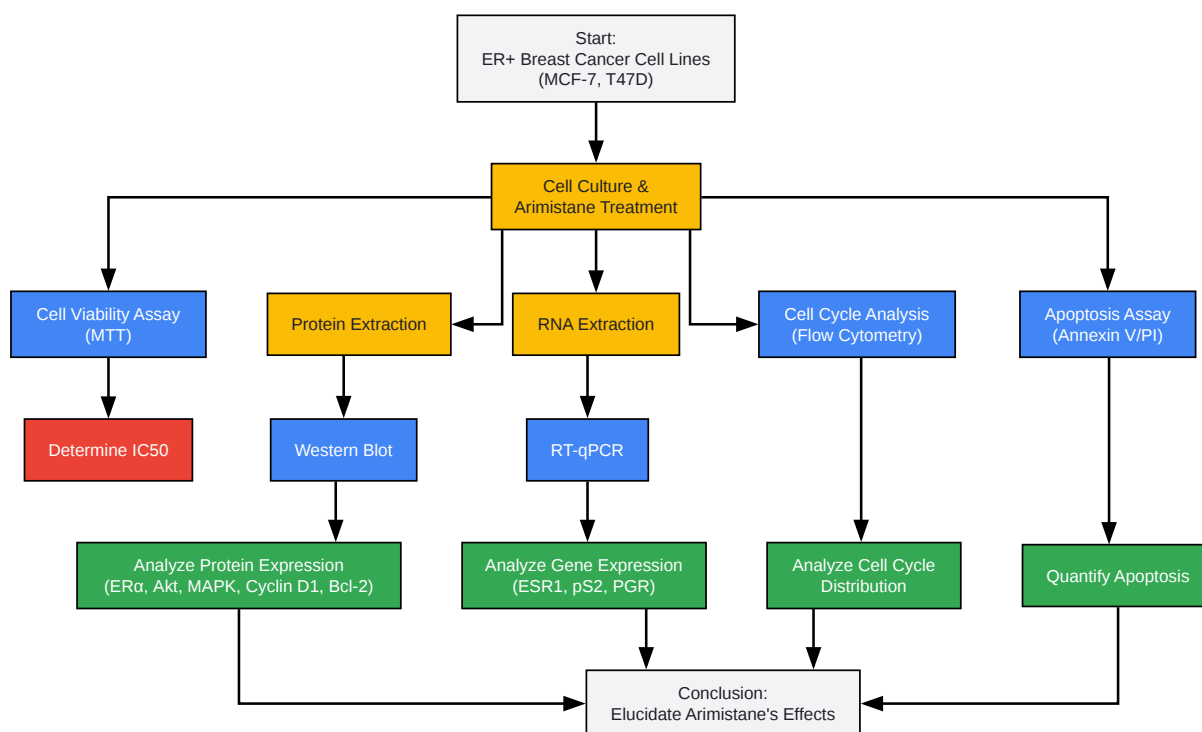 Start:
ER+ Breast Cancer Cell Lines
(MCF-7, T47D)
Cell Culture &
Arimistane Treatment
Cell Viability Assay
(MTT)
Protein Extraction
RNA Extraction
Cell Cycle Analysis
(Flow Cytometry)
Apoptosis Assay
(Annexin V/PI)
Determine IC50
Western Blot
RT-qPCR
Analyze Protein Expression
(ERα, Akt, MAPK, Cyclin D1, Bcl-2)
Analyze Gene Expression
(ESR1, pS2, PGR)
Analyze Cell Cycle
Distribution
Quantify Apoptosis
Conclusion:
Elucidate Arimistane's Effects